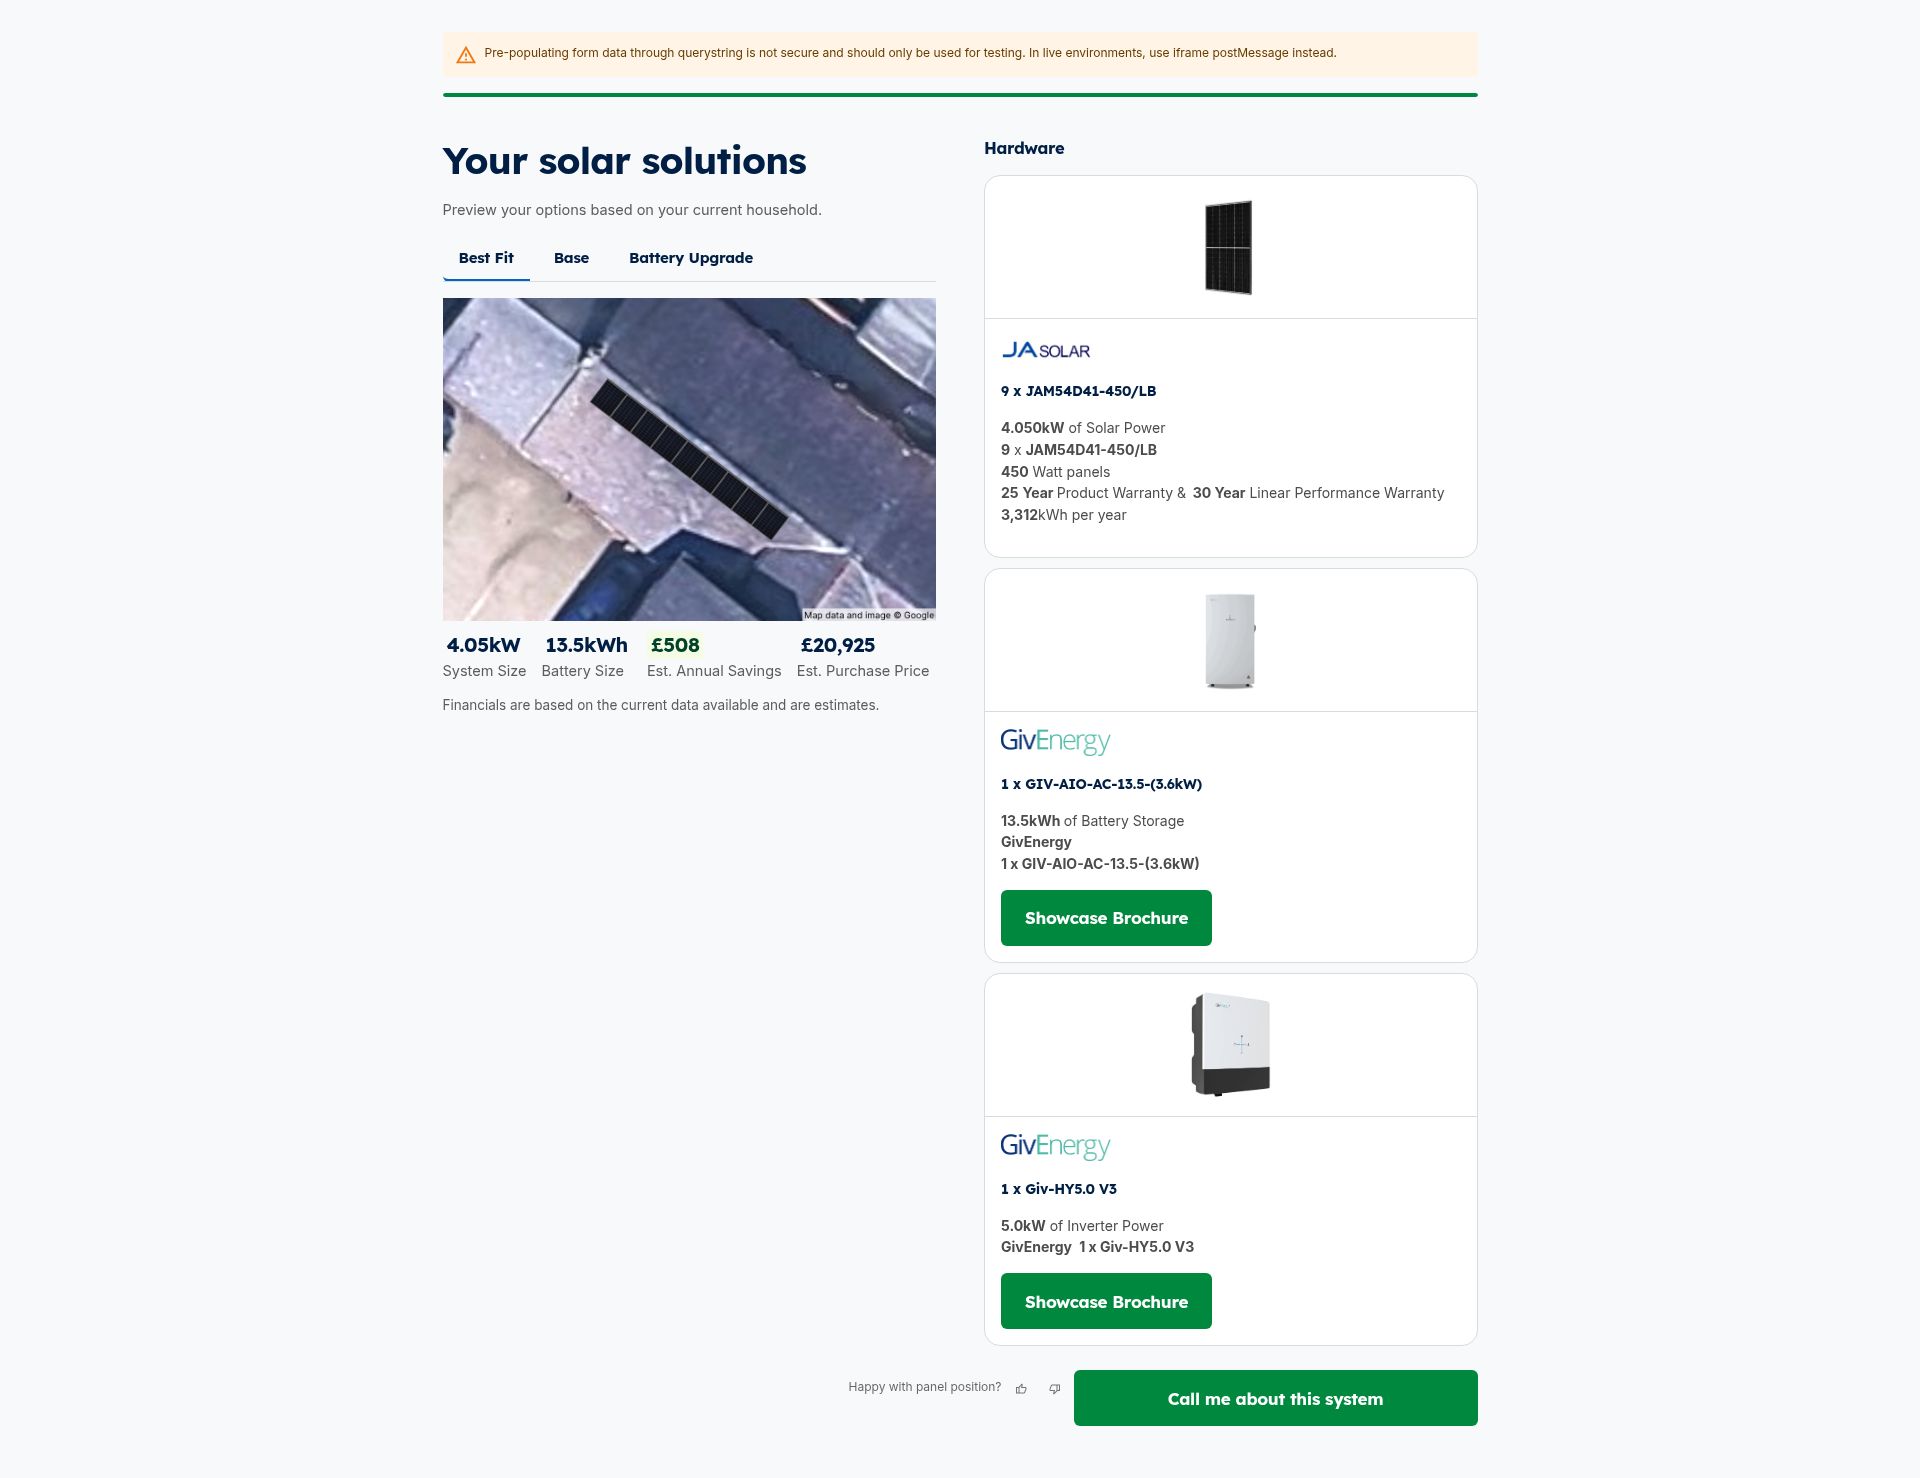 Pre-populating form data through querystring is not secure and should only be used for testing. In live environments, use iframe postMessage instead.
Your solar solutions
Preview your options based on your current household.
Best Fit
Base
Battery Upgrade
Map data and image © Google
4.05kW
System Size
13.5kWh
Battery Size
£508
Est. Annual Savings
£20,925
Est. Purchase Price
Financials are based on the current data available and are estimates.
Hardware
JA SOLAR
9 x JAM54D41-450/LB
4.050kW of Solar Power
9 x JAM54D41-450/LB
450 Watt panels
25 Year Product Warranty & 30 Year Linear Performance Warranty
3,312kWh per year
GivEnergy
1 x GIV-AIO-AC-13.5-(3.6kW)
13.5kWh of Battery Storage
GivEnergy
1 x GIV-AIO-AC-13.5-(3.6kW)
Showcase Brochure
GivEnergy
1 x Giv-HY5.0 V3
5.0kW of Inverter Power
GivEnergy 1 x Giv-HY5.0 V3
Showcase Brochure
Happy with panel position?
Call me about this system